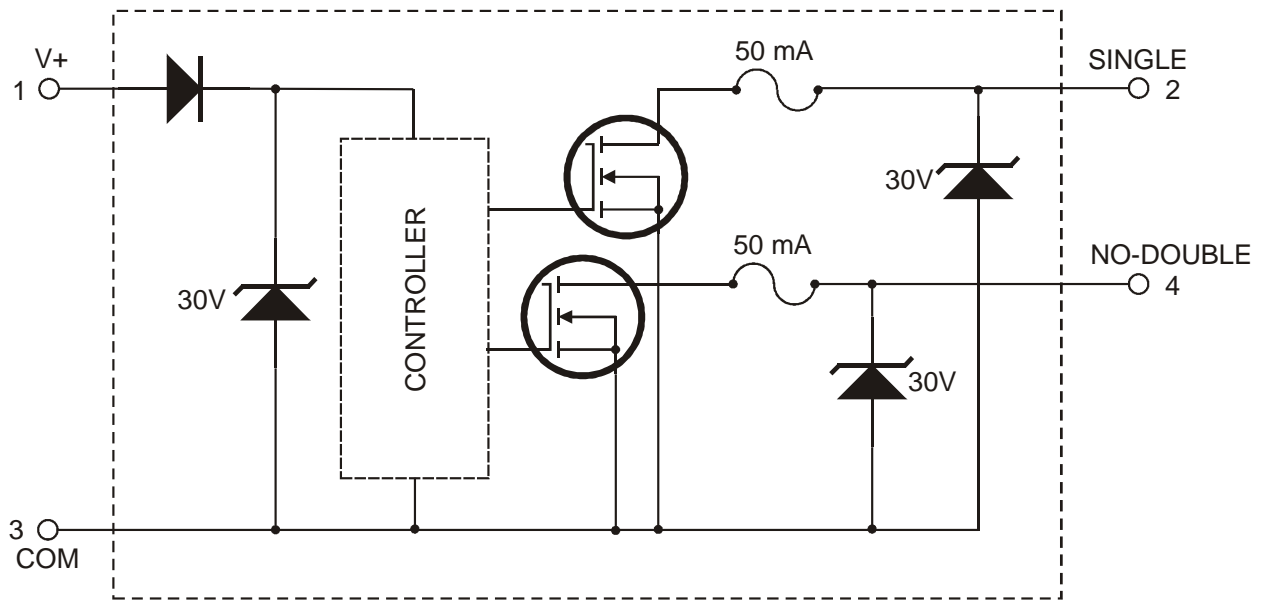 V+
1
50 mA
SINGLE
2
30V
50 mA
NO-DOUBLE
4
30V
CONTROLLER
30V
3
COM